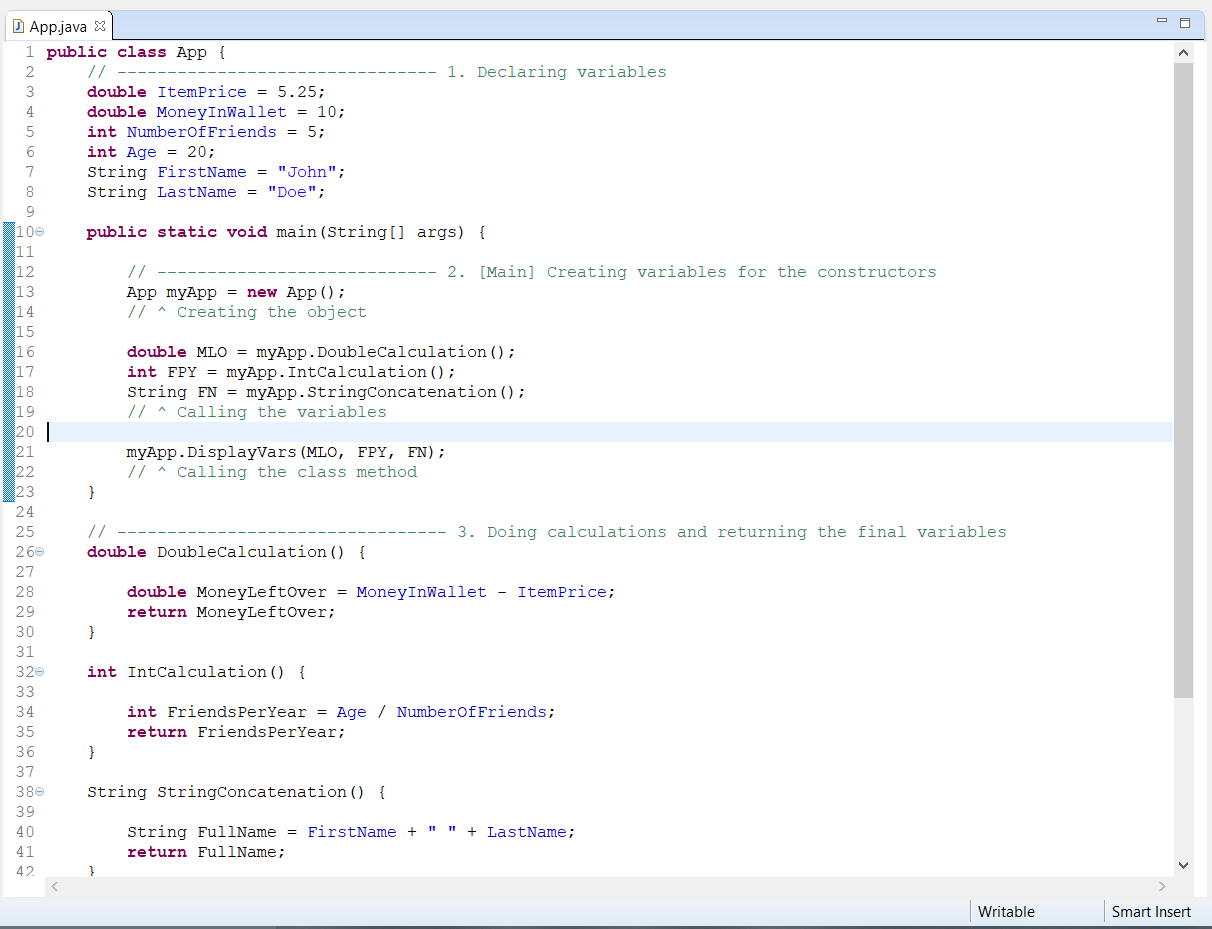 App.java
1 public class App {
2 // -------------------------------- 1. Declaring variables
3 double ItemPrice = 5.25;
4 double MoneyInWallet = 10;
5 int NumberOfFriends = 5;
6 int Age = 20;
7 String FirstName = "John";
8 String LastName = "Doe";
9
10 public static void main(String[] args) {
11
12 // ---------------------------- 2. [Main] Creating variables for the constructors
13 App myApp = new App();
14 // ^ Creating the object
15
16 double MLO = myApp.DoubleCalculation();
17 int FPY = myApp.IntCalculation();
18 String FN = myApp.StringConcatenation();
19 // ^ Calling the variables
20
21 myApp.DisplayVars(MLO, FPY, FN);
22 // ^ Calling the class method
23 }
24
25 // --------------------------------- 3. Doing calculations and returning the final variables
26 double DoubleCalculation() {
27
28 double MoneyLeftOver = MoneyInWallet - ItemPrice;
29 return MoneyLeftOver;
30 }
31
32 int IntCalculation() {
33
34 int FriendsPerYear = Age / NumberOfFriends;
35 return FriendsPerYear;
36 }
37
38 String StringConcatenation() {
39
40 String FullName = FirstName + " " + LastName;
41 return FullName;
42 }
Writable
Smart Insert